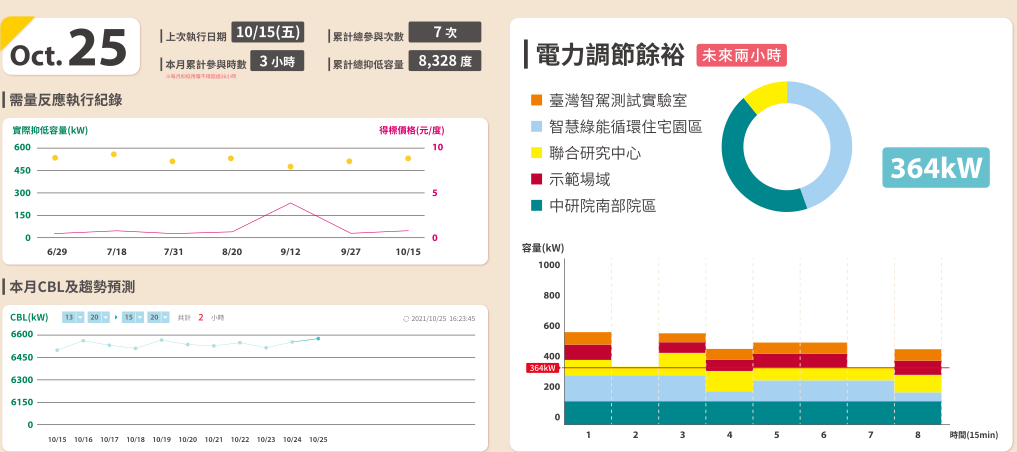 Oct. 25
上次執行日期 10/15(五)
累計總參與次數 7 次
本月累計參與時數 3 小時
累計總抑低容量 8,328 度
需量反應執行紀錄
實際抑低容量(kW)
得標價格(元/度)
600
450
300
150
0
10
5
0
6/29 7/18 7/31 8/20 9/12 9/27 10/15
本月CBL及趨勢預測
CBL(kW) 13 20 15 20 共計 2 小時
2021/10/25 16:23:45
6600
6450
6300
6150
0
10/15 10/16 10/17 10/18 10/19 10/20 10/21 10/22 10/23 10/24 10/25
電力調節餘裕 未來兩小時
臺灣智駕測試實驗室
智慧綠能循環住宅園區
聯合研究中心
示範場域
中研院南部院區
364kW
容量(kW)
1000
800
600
400
364kW
200
0
1 2 3 4 5 6 7 8 時間(15min)